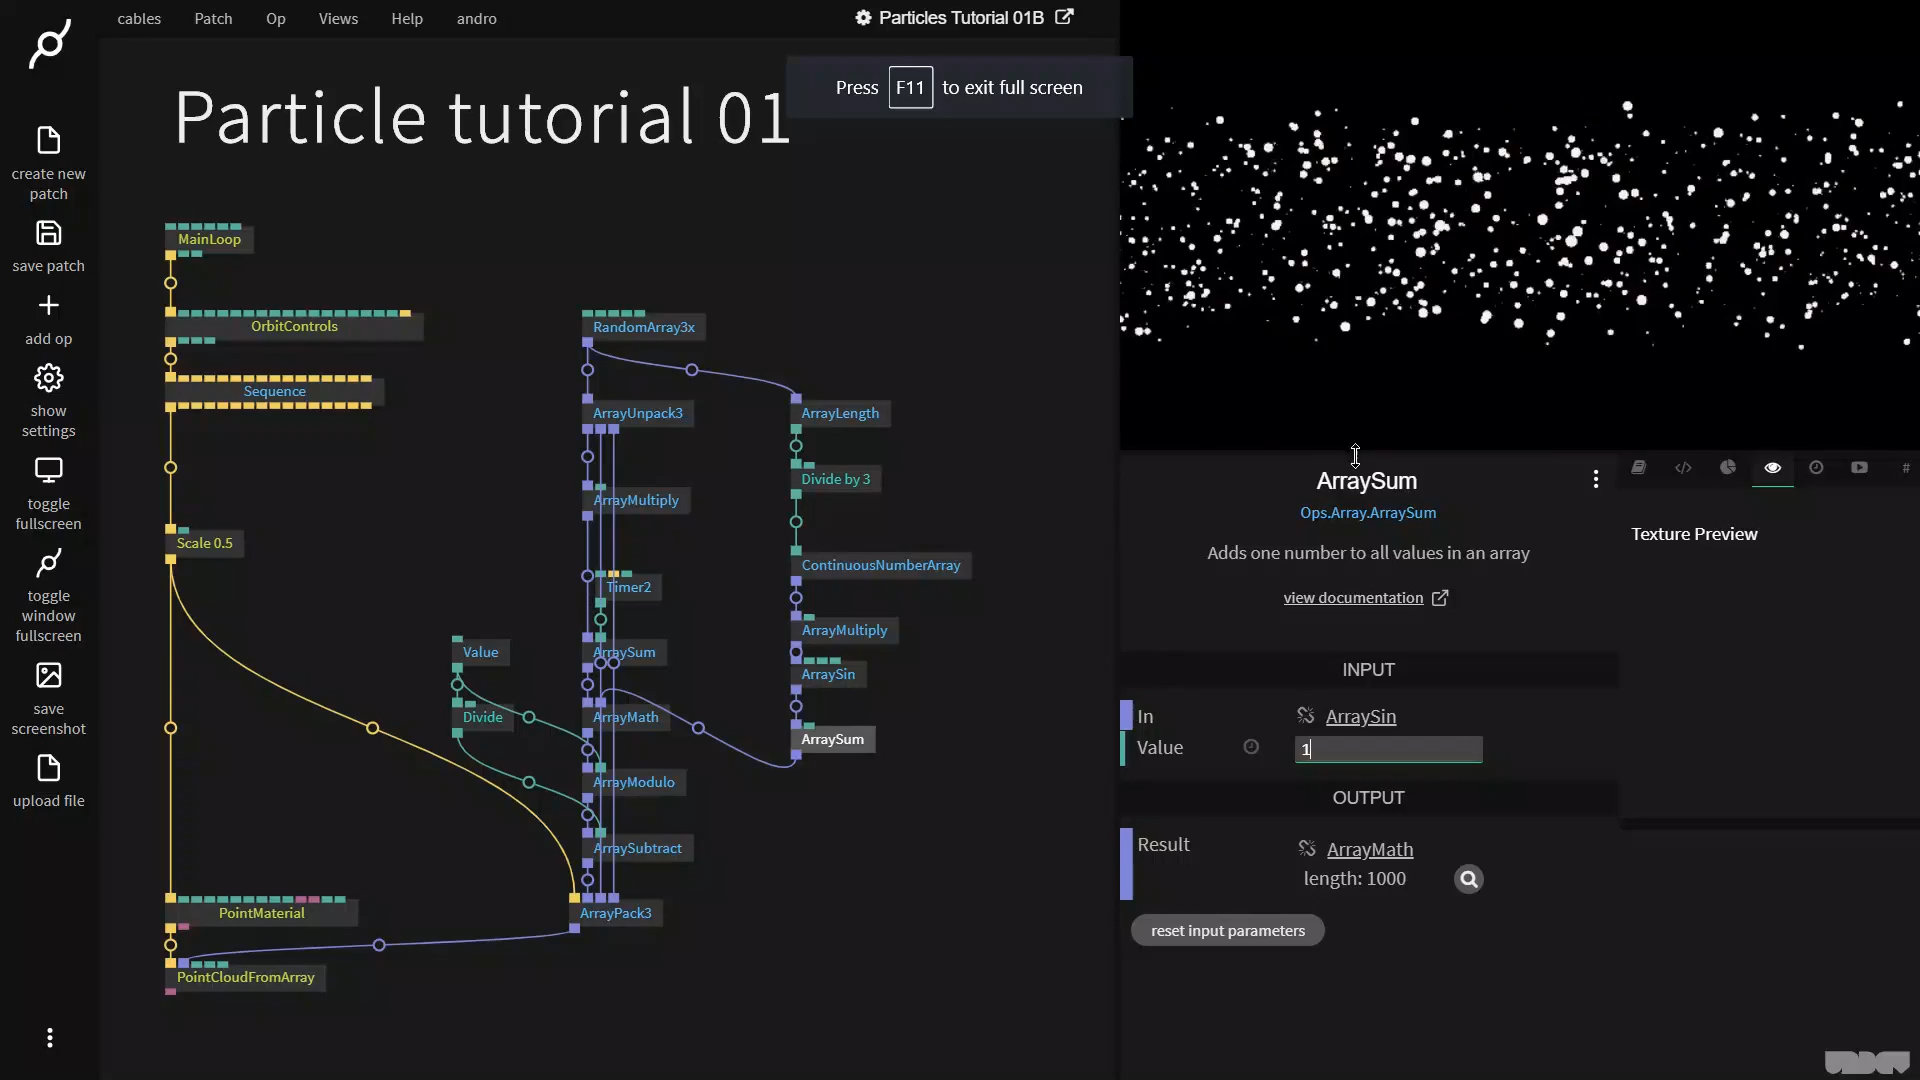 cables
Patch
Op
Views
Help
andro
Particles Tutorial 01B
Press F11 to exit full screen
Particle tutorial 01
create new
patch
save patch
add op
show
settings
toggle
fullscreen
toggle
window
fullscreen
save
screenshot
upload file
MainLoop
OrbitControls
Sequence
Scale 0.5
PointMaterial
PointCloudFromArray
Value
Divide
RandomArray3x
ArrayUnpack3
ArrayMultiply
Timer2
ArraySum
ArrayMath
ArrayModulo
ArraySubtract
ArrayPack3
ArrayLength
Divide by 3
ContinuousNumberArray
ArrayMultiply
ArraySin
ArraySum
ArraySum
Ops.Array.ArraySum
Adds one number to all values in an array
view documentation
INPUT
In
ArraySin
Value
1
OUTPUT
Result
ArrayMath
length: 1000
reset input parameters
#
Texture Preview